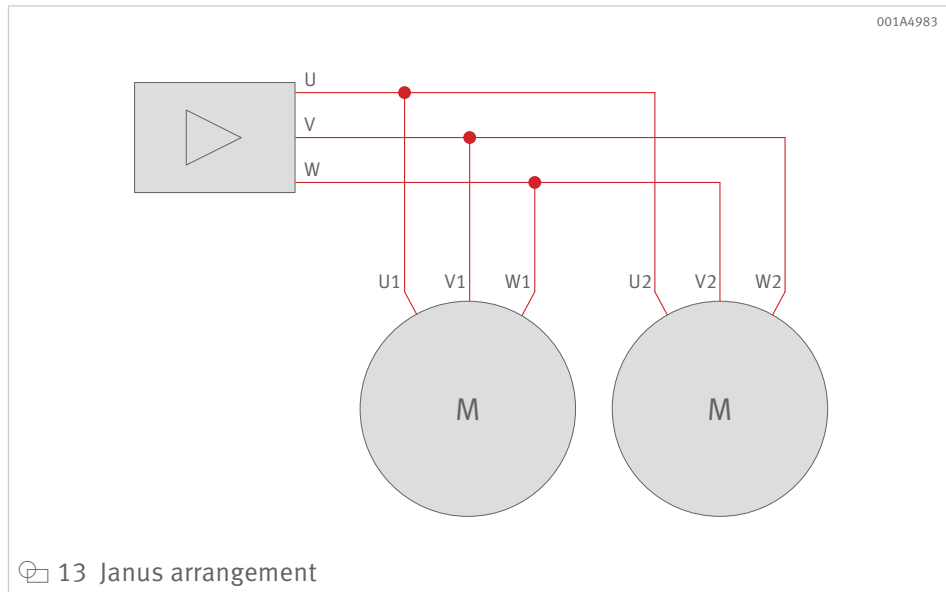 001A4983
U
V
W
U1 V1 W1 U2 V2 W2
M M
13 Janus arrangement